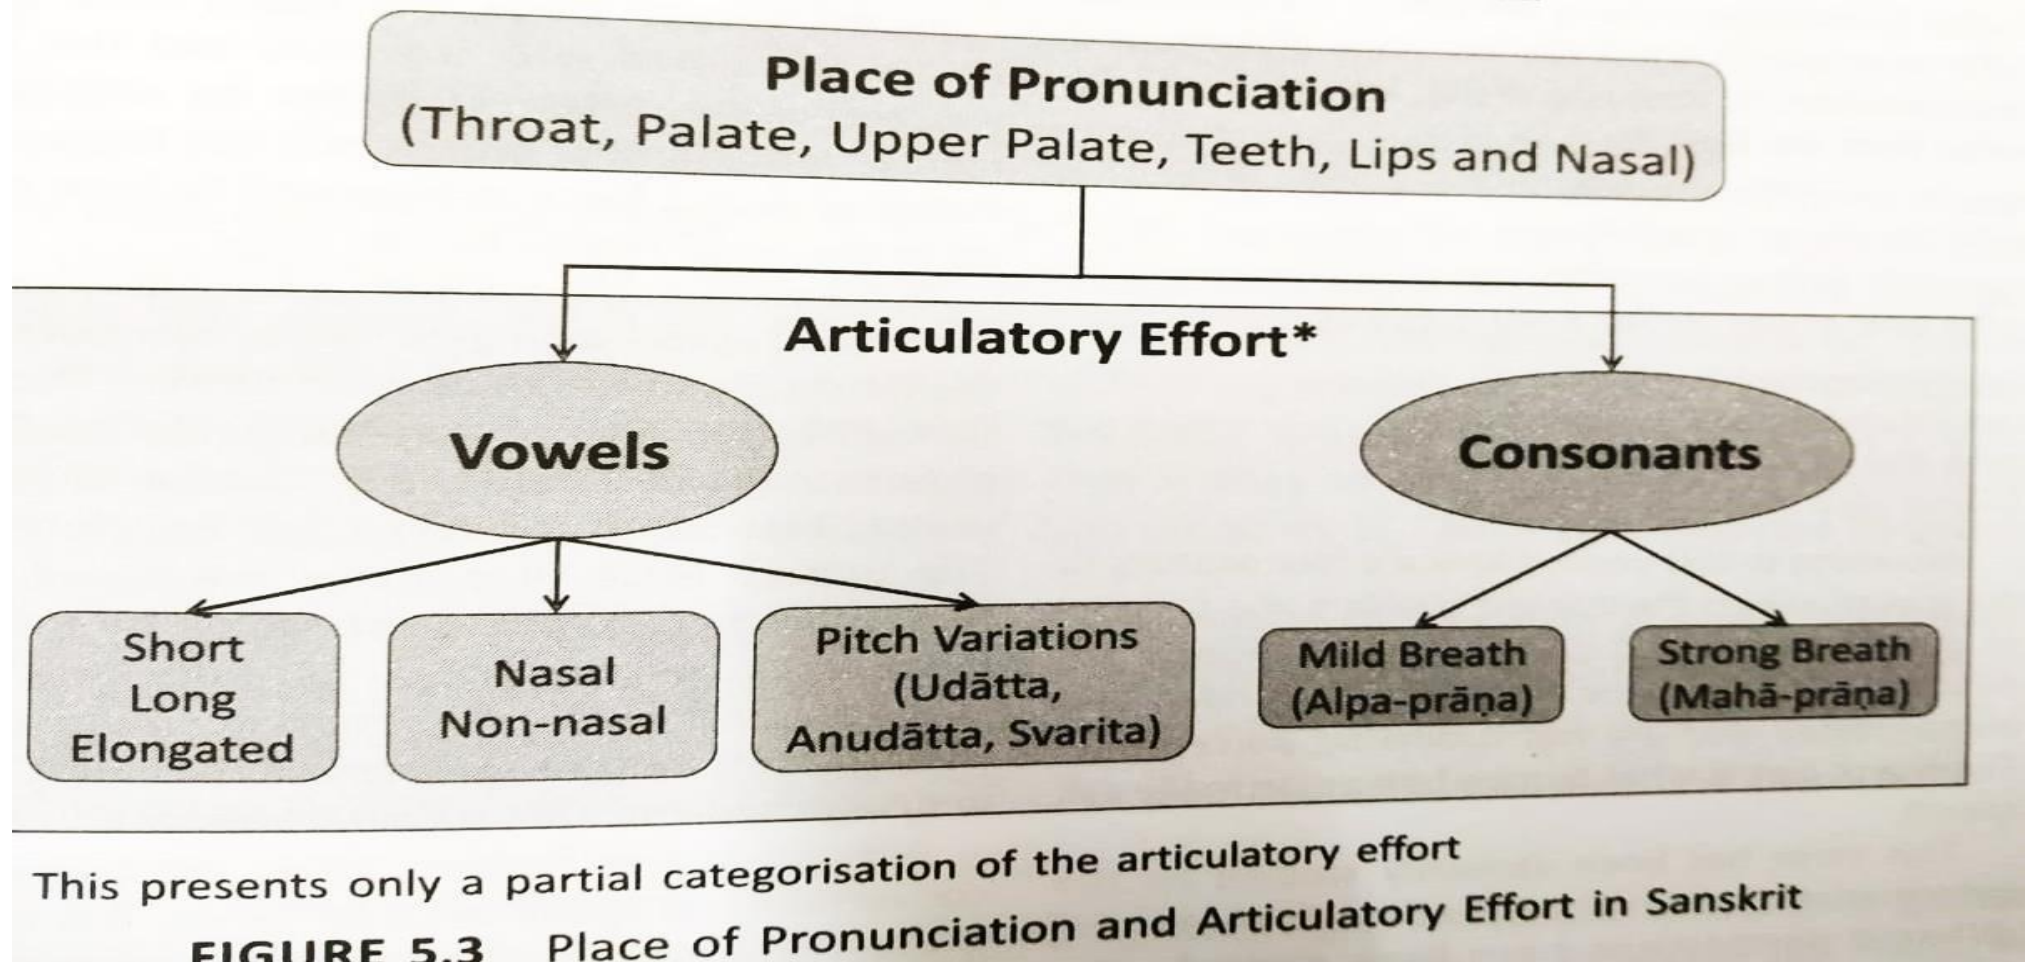 Place of Pronunciation
(Throat, Palate, Upper Palate, Teeth, Lips and Nasal)
Articulatory Effort*
Vowels
Consonants
Short
Long
Elongated
Nasal
Non-nasal
Pitch Variations
(Udātta,
Anudātta, Svarita)
Mild Breath
(Alpa-prāṇa)
Strong Breath
(Mahā-prāṇa)
This presents only a partial categorisation of the articulatory effort
FIGURE 5.3 Place of Pronunciation and Articulatory Effort in Sanskrit